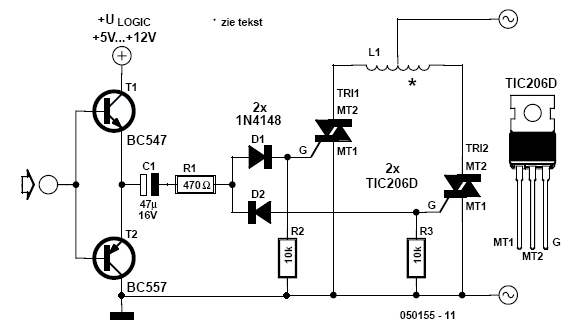 +U LOGIC
+5V...+12V
* zie tekst
T1
BC547
C1
47µ
16V
R1
470Ω
2x
1N4148
D1
D2
G
TRI1
MT2
MT1
L1
*
2x
TIC206D
TRI2
MT2
MT1
G
R2
10k
R3
10k
T2
BC557
TIC206D
MT1
MT2
G
050155 - 11